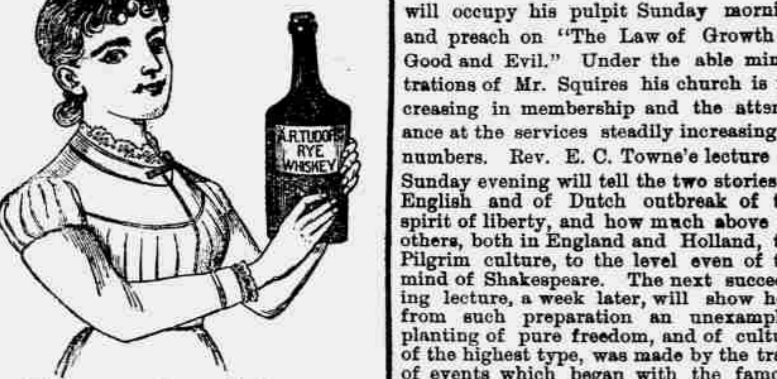 A.R.TUDOR'S
RYE
WHISKEY
will occupy his pulpit Sunday
and preach on "The Law of Growth
Good and Evil." Under the able
trations of Mr. Squires his church is
creasing in membership and the
ance at the services steadily increasing
numbers. Rev. E. C. Towne'e lecture
Sunday evening will tell the two stories
English and of Dutch outbreak of
spirit of liberty, and how much above
others, both in England and Holland,
Pilgrim culture, to the level even of
mind of Shakespeare. The next
ing lecture, a week later, will show
from such preparation an
planting of pure freedom, and of
of the highest type, was made by the
of events which began with the